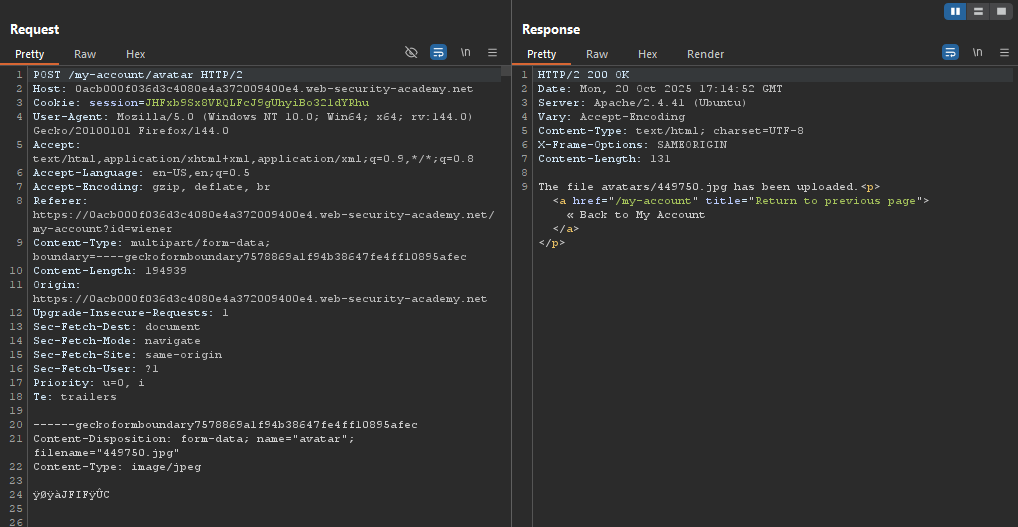 Request
Pretty Raw Hex
\n
1 POST /my-account/avatar HTTP/2
2 Host: 0acb000f036d3c4080e4a372009400e4.web-security-academy.net
3 Cookie: session=JHFxb9Sx8VRQLFcJ9gUhyiBo32ldYRhu
4 User-Agent: Mozilla/5.0 (Windows NT 10.0; Win64; x64; rv:144.0)
Gecko/20100101 Firefox/144.0
5 Accept:
text/html,application/xhtml+xml,application/xml;q=0.9,*/*;q=0.8
6 Accept-Language: en-US,en;q=0.5
7 Accept-Encoding: gzip, deflate, br
8 Referer:
https://0acb000f036d3c4080e4a372009400e4.web-security-academy.net/
my-account?id=wiener
9 Content-Type: multipart/form-data;
boundary=----geckoformboundary7578869a1f94b38647fe4ff10895afec
10 Content-Length: 194939
11 Origin:
https://0acb000f036d3c4080e4a372009400e4.web-security-academy.net
12 Upgrade-Insecure-Requests: 1
13 Sec-Fetch-Dest: document
14 Sec-Fetch-Mode: navigate
15 Sec-Fetch-Site: same-origin
16 Sec-Fetch-User: ?1
17 Priority: u=0, i
18 Te: trailers
19
20 ------geckoformboundary7578869a1f94b38647fe4ff10895afec
21 Content-Disposition: form-data; name="avatar";
filename="449750.jpg"
22 Content-Type: image/jpeg
23
24 ÿØÿàJFIFÿÛC
25
26
Response
Pretty Raw Hex Render
\n
1 HTTP/2 200 OK
2 Date: Mon, 20 Oct 2025 17:14:52 GMT
3 Server: Apache/2.4.41 (Ubuntu)
4 Vary: Accept-Encoding
5 Content-Type: text/html; charset=UTF-8
6 X-Frame-Options: SAMEORIGIN
7 Content-Length: 131
8
9 The file avatars/449750.jpg has been uploaded.<p>
<a href="/my-account" title="Return to previous page">
« Back to My Account
</a>
</p>